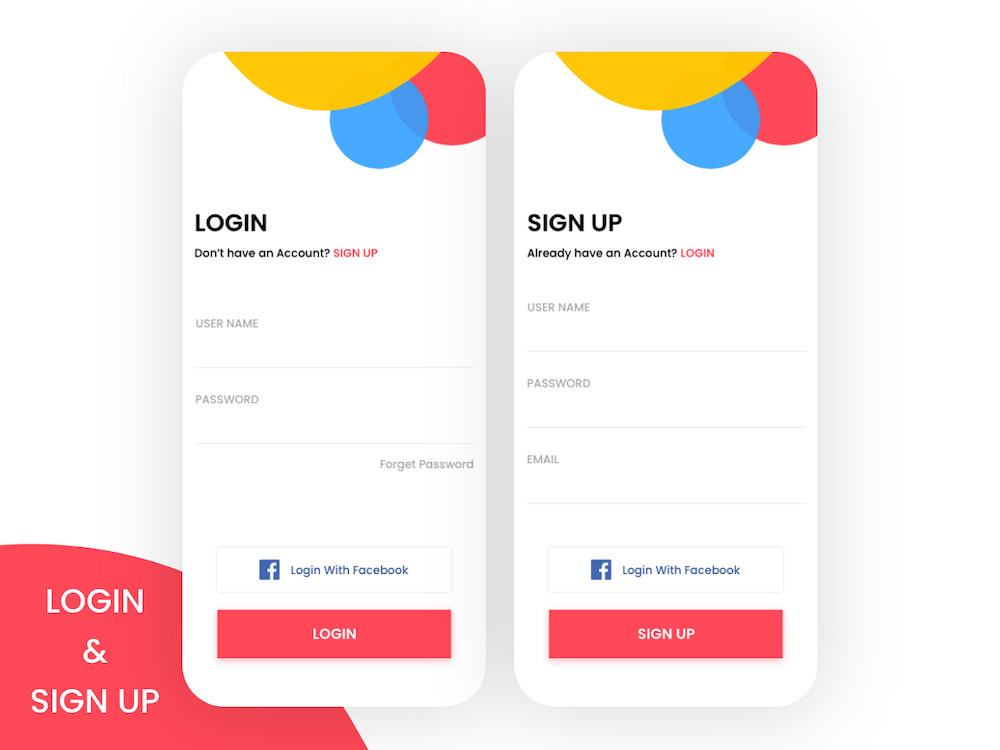 LOGIN
Don't have an Account? SIGN UP
USER NAME
PASSWORD
Forget Password
Login With Facebook
LOGIN
SIGN UP
Already have an Account? LOGIN
USER NAME
PASSWORD
EMAIL
Login With Facebook
SIGN UP
LOGIN
&
SIGN UP